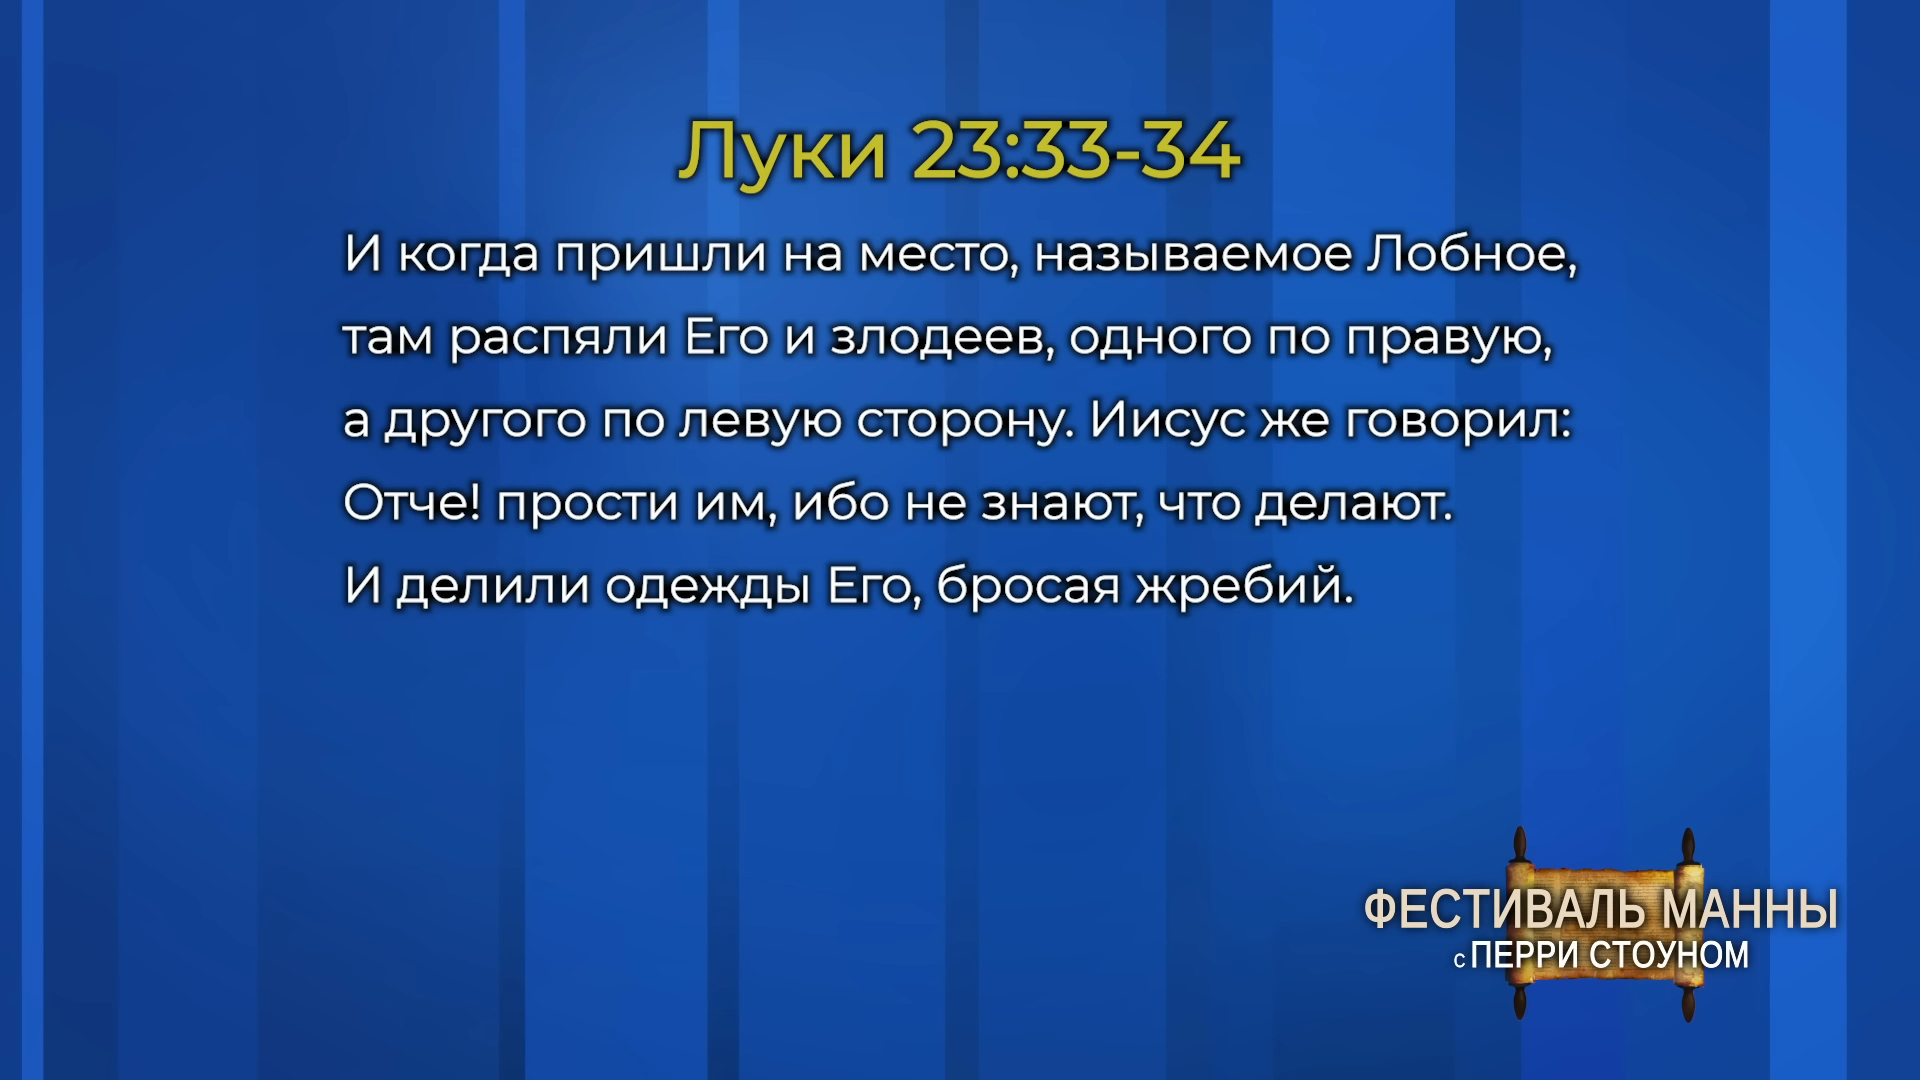 Луки 23:33-34
И когда пришли на место, называемое Лобное,
там распяли Его и злодеев, одного по правую,
а другого по левую сторону. Иисус же говорил:
Отче! прости им, ибо не знают, что делают.
И делили одежды Его, бросая жребий.
ФЕСТИВАЛЬ МАННЫ
с ПЕРРИ СТОУНОМ